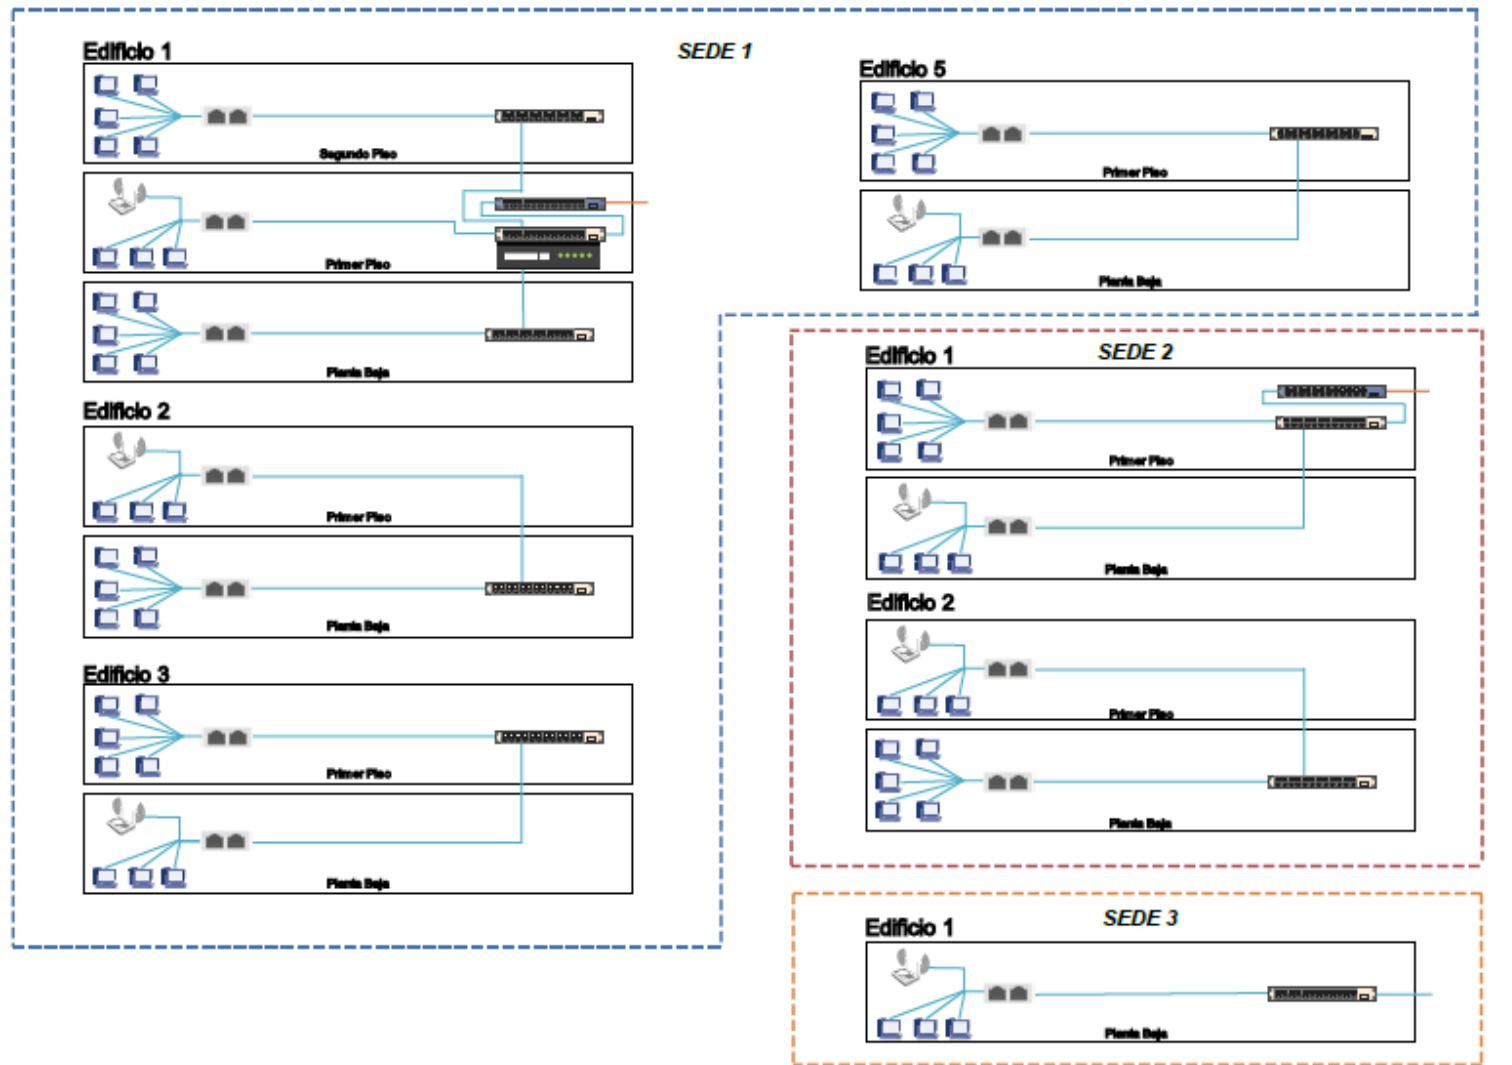 SEDE 1
Edificio 1
Segundo Piso
Primer Piso
Planta Baja
Edificio 2
Primer Piso
Planta Baja
Edificio 3
Primer Piso
Planta Baja
Edificio 5
Primer Piso
Planta Baja
SEDE 2
Edificio 1
Primer Piso
Planta Baja
Edificio 2
Primer Piso
Planta Baja
SEDE 3
Edificio 1
Planta Baja